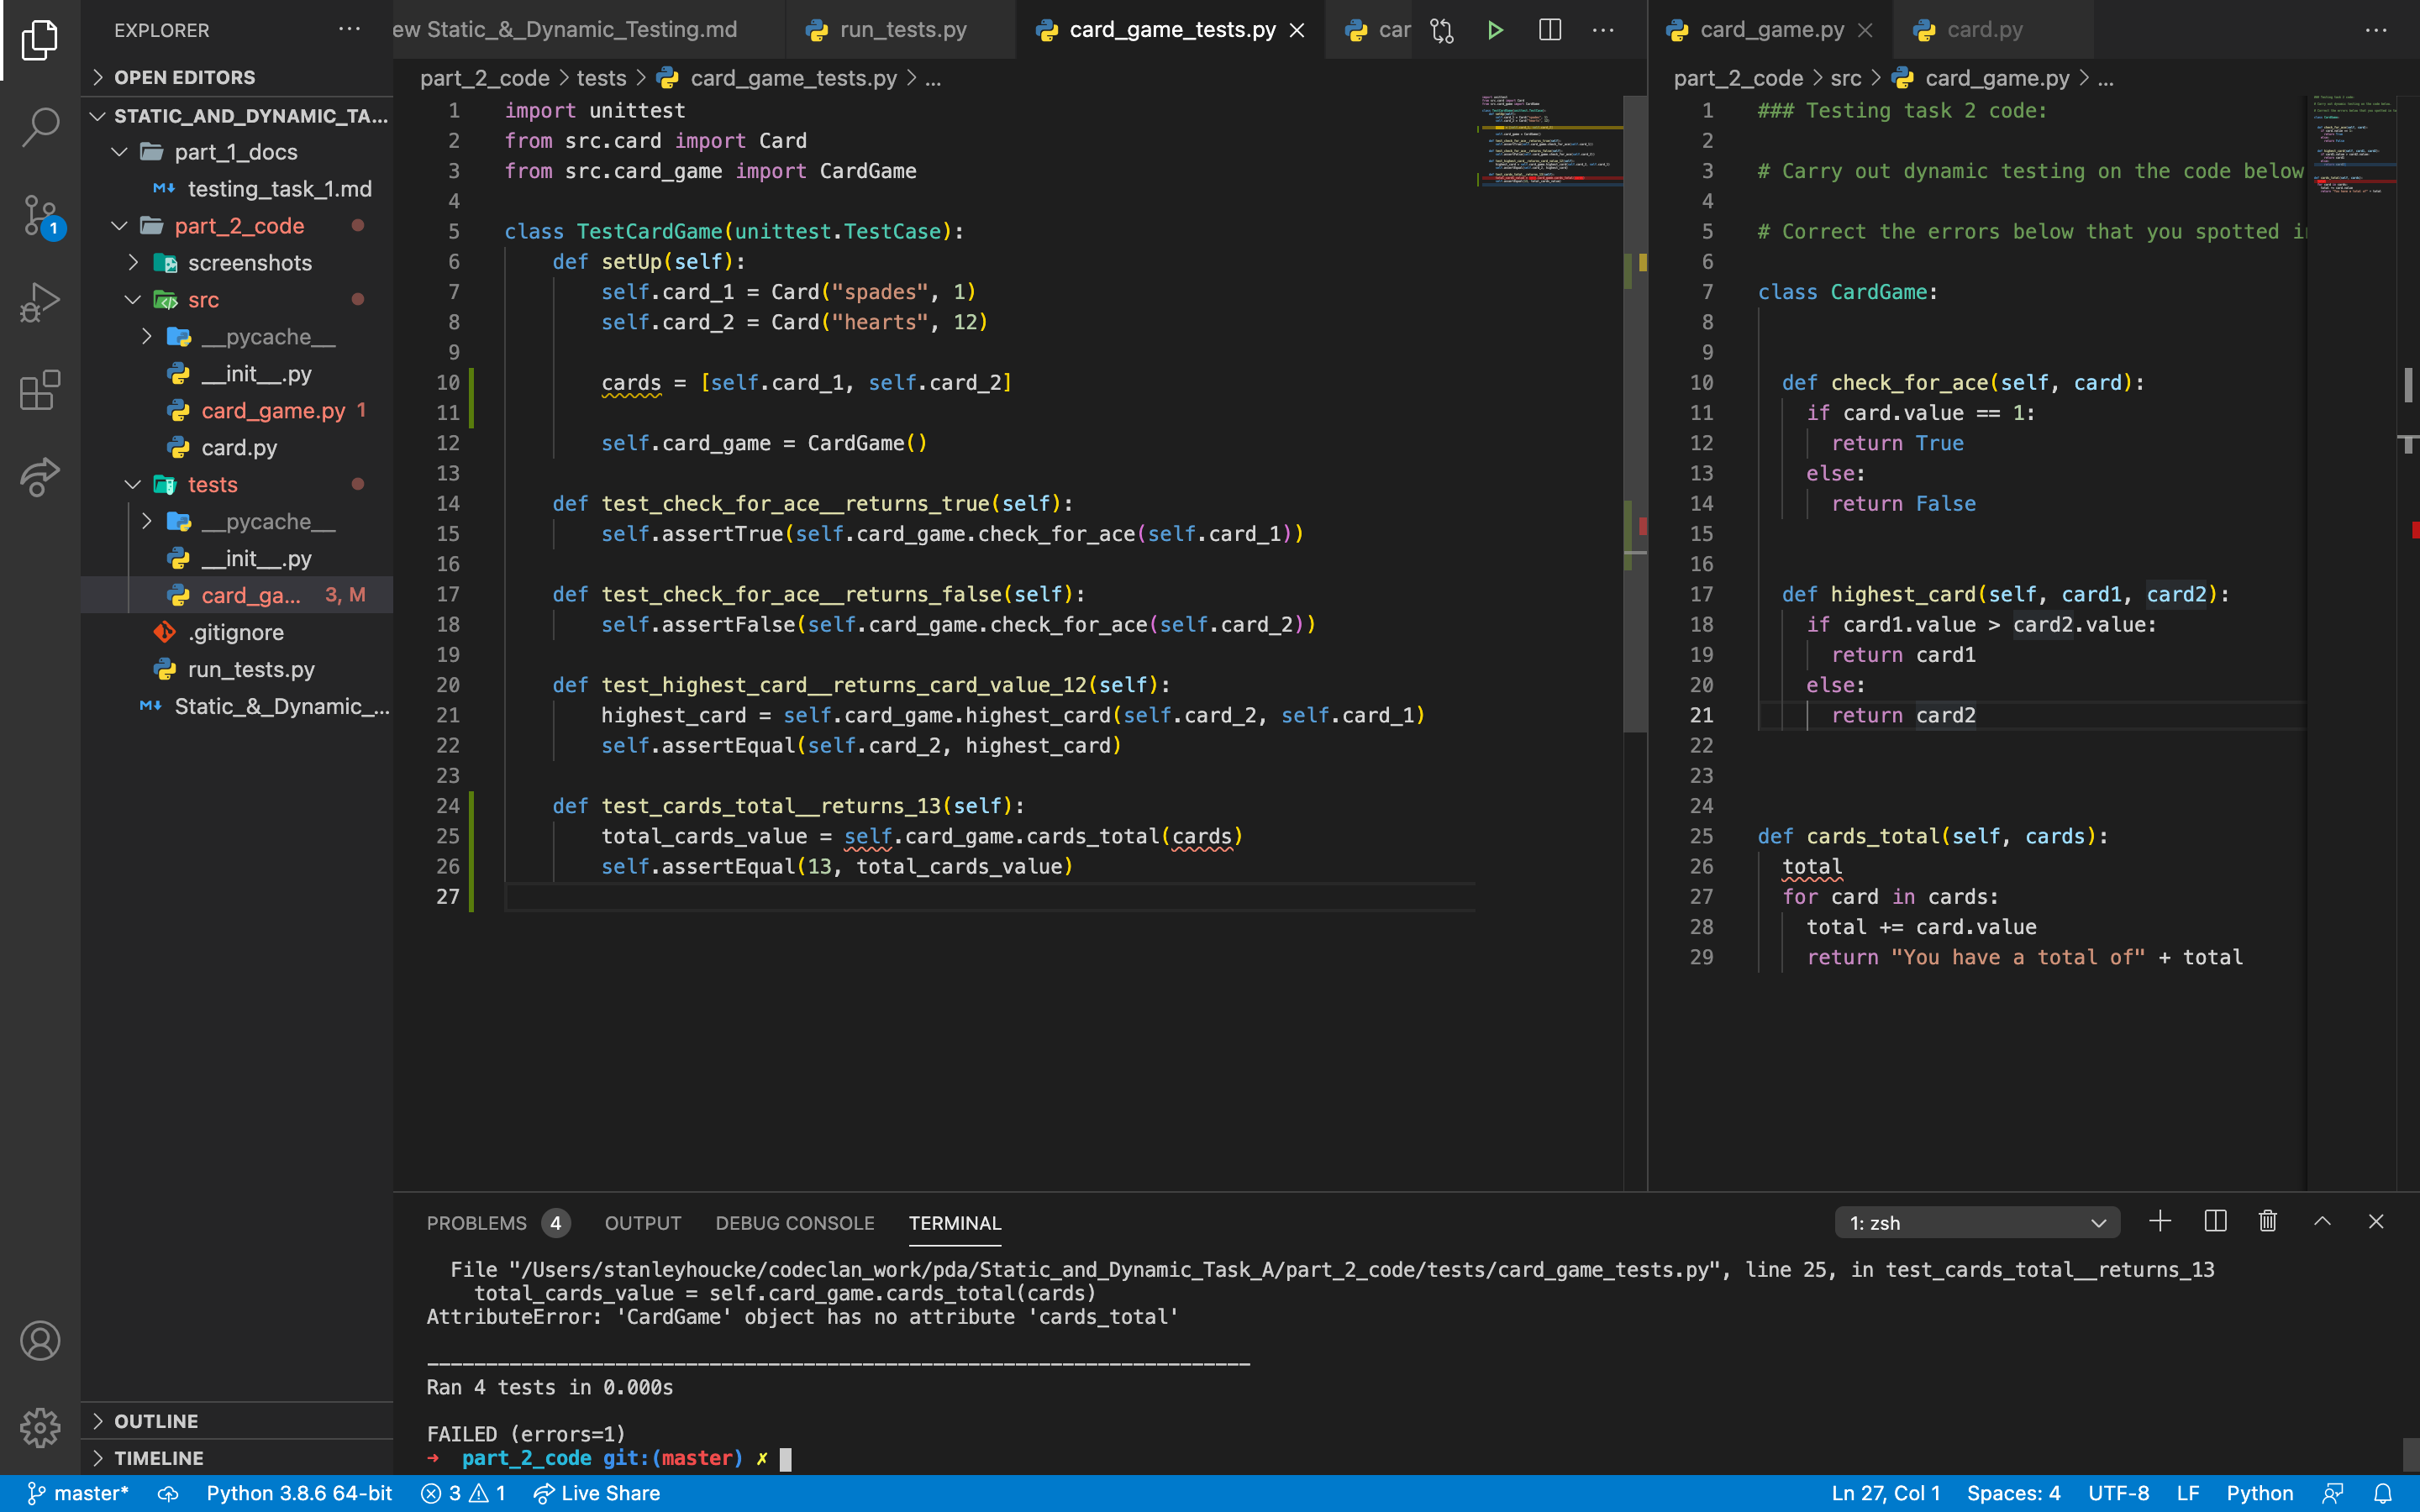 EXPLORER
OPEN EDITORS
STATIC_AND_DYNAMIC_TA...
part_1_docs
testing_task_1.md
part_2_code
screenshots
src
__pycache__
__init__.py
card_game.py 1
card.py
tests
__pycache__
__init__.py
card_ga... 3, M
.gitignore
run_tests.py
Static_&_Dynamic_...
OUTLINE
TIMELINE
1
ew Static_&_Dynamic_Testing.md
run_tests.py
card_game_tests.py
car
part_2_code > tests > card_game_tests.py > ...
1 import unittest
2 from src.card import Card
3 from src.card_game import CardGame
4
5 class TestCardGame(unittest.TestCase):
6     def setUp(self):
7         self.card_1 = Card("spades", 1)
8         self.card_2 = Card("hearts", 12)
9
10         cards = [self.card_1, self.card_2]
11
12         self.card_game = CardGame()
13
14     def test_check_for_ace__returns_true(self):
15         self.assertTrue(self.card_game.check_for_ace(self.card_1))
16
17     def test_check_for_ace__returns_false(self):
18         self.assertFalse(self.card_game.check_for_ace(self.card_2))
19
20     def test_highest_card__returns_card_value_12(self):
21         highest_card = self.card_game.highest_card(self.card_2, self.card_1)
22         self.assertEqual(self.card_2, highest_card)
23
24     def test_cards_total__returns_13(self):
25         total_cards_value = self.card_game.cards_total(cards)
26         self.assertEqual(13, total_cards_value)
27
card_game.py
card.py
part_2_code > src > card_game.py > ...
1 ### Testing task 2 code:
2
3 # Carry out dynamic testing on the code below
4
5 # Correct the errors below that you spotted i
6
7 class CardGame:
8
9
10   def check_for_ace(self, card):
11     if card.value == 1:
12       return True
13     else:
14       return False
15
16
17   def highest_card(self, card1, card2):
18     if card1.value > card2.value:
19       return card1
20     else:
21       return card2
22
23
24
25 def cards_total(self, cards):
26   total
27   for card in cards:
28     total += card.value
29     return "You have a total of" + total
PROBLEMS 4 OUTPUT DEBUG CONSOLE TERMINAL
1: zsh
File "/Users/stanleyhoucke/codeclan_work/pda/Static_and_Dynamic_Task_A/part_2_code/tests/card_game_tests.py", line 25, in test_cards_total__returns_13
total_cards_value = self.card_game.cards_total(cards)
AttributeError: 'CardGame' object has no attribute 'cards_total'
----------------------------------------------------------------------
Ran 4 tests in 0.000s
FAILED (errors=1)
→ part_2_code git:(master) ✗
master* Python 3.8.6 64-bit 3 1 Live Share
Ln 27, Col 1 Spaces: 4 UTF-8 LF Python